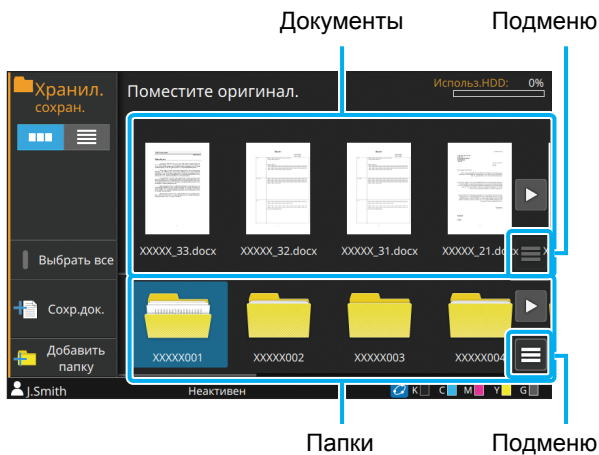 Документы
Подменю
Хранил.
сохран.
Поместите оригинал.
Использ.HDD: 0%
XXXXX_33.docx
XXXXX_32.docx
XXXXX_31.docx
XXXXX_21.docx
X
Выбрать все
Сохр.док.
Добавить
папку
XXXXX001
XXXXX002
XXXXX003
XXXXX004
J.Smith
Неактивен
K C M Y G
Папки
Подменю